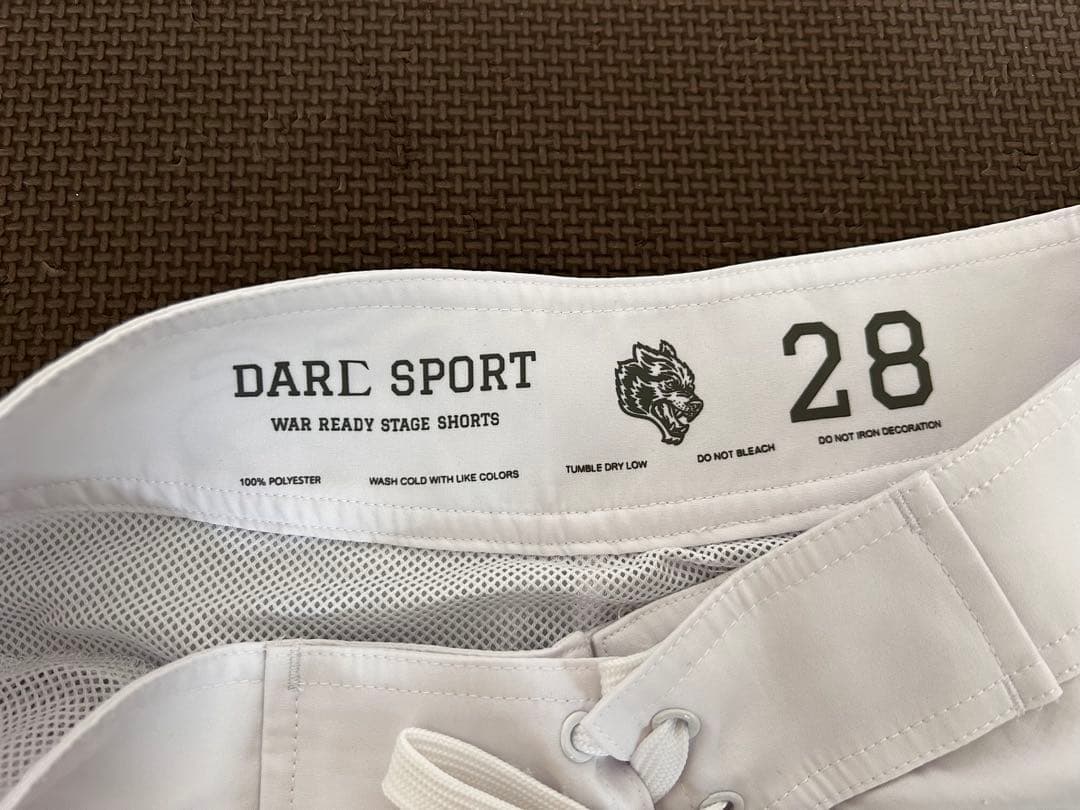 DARC SPORT
WAR READY STAGE SHORTS
28
100% POLYESTER
WASH COLD WITH LIKE COLORS
TUMBLE DRY LOW
DO NOT BLEACH
DO NOT IRON DECORATION